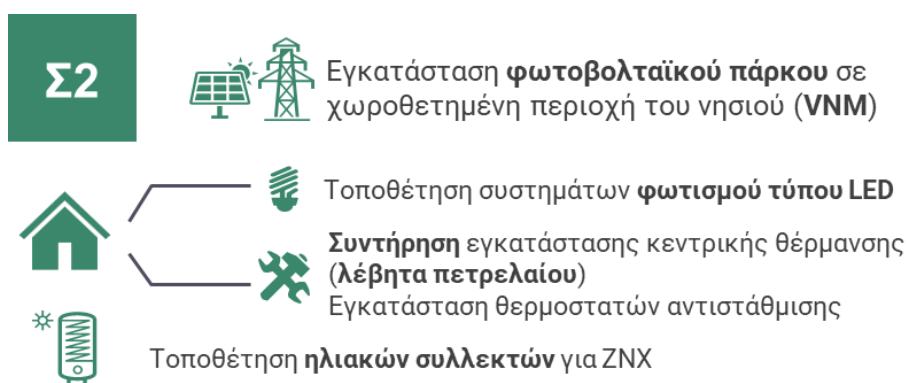 Σ2
Εγκατάσταση φωτοβολταϊκού πάρκου σε
χωροθετημένη περιοχή του νησιού (VNM)
Τοποθέτηση συστημάτων φωτισμού τύπου LED
Συντήρηση εγκατάστασης κεντρικής θέρμανσης
(λέβητα πετρελαίου)
Εγκατάσταση θερμοστατών αντιστάθμισης
Τοποθέτηση ηλιακών συλλεκτών για ΖΝΧ